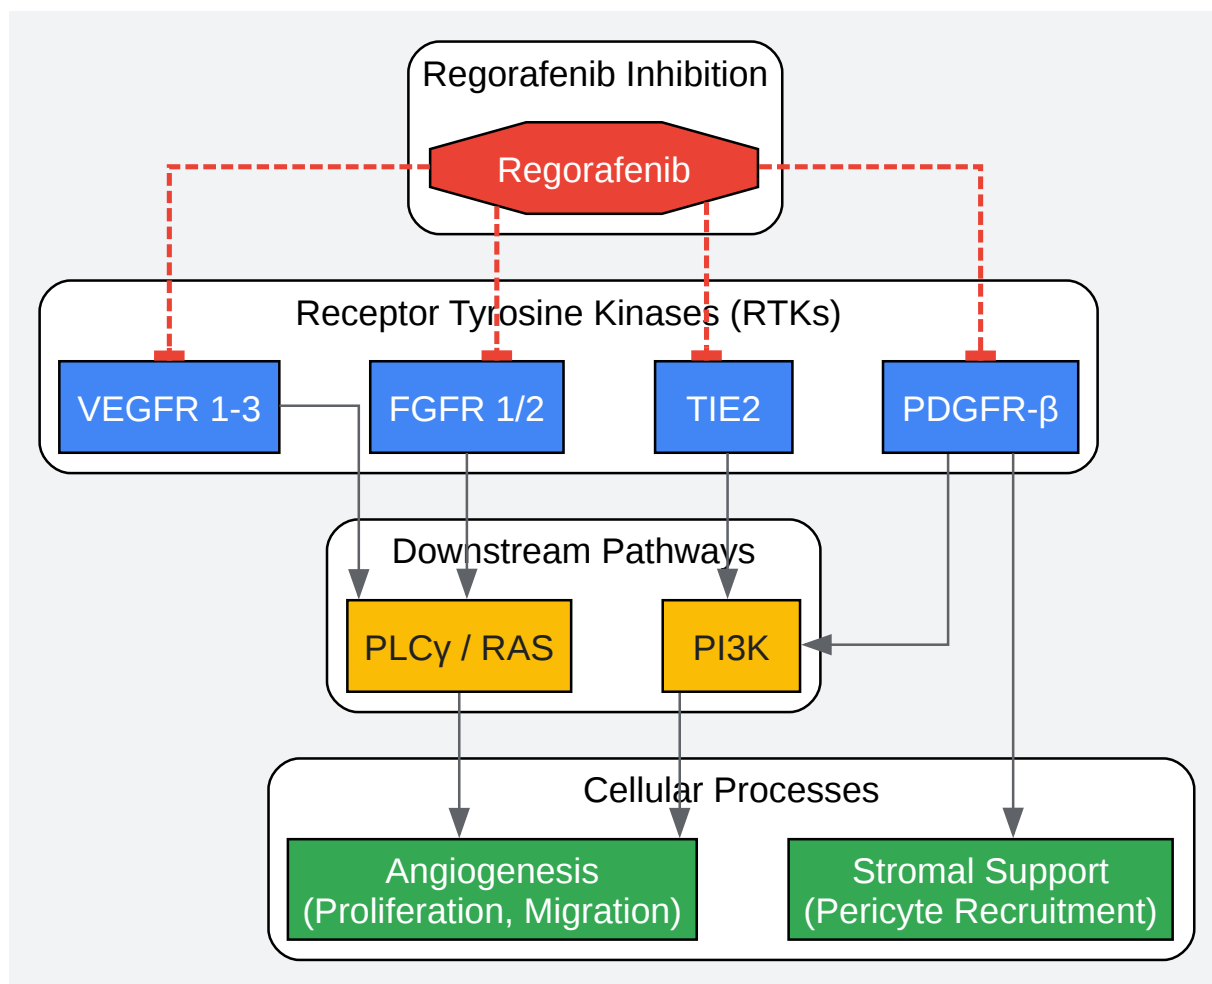 Regorafenib Inhibition
Regorafenib
Receptor Tyrosine Kinases (RTKs)
VEGFR 1-3
FGFR 1/2
TIE2
PDGFR-β
Downstream Pathways
PLCγ / RAS
PI3K
Cellular Processes
Angiogenesis
(Proliferation, Migration)
Stromal Support
(Pericyte Recruitment)